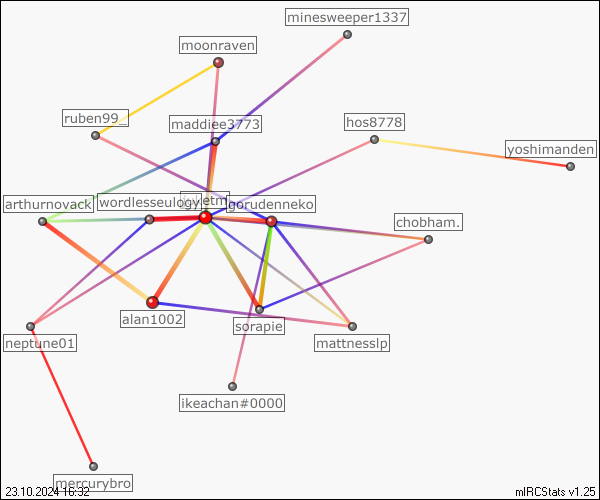 minesweeper1337
moonraven
ruben99_
maddiee3773
hos8778
yoshimanden
arthurnovack
wordlesseulogy
gorudenneko
chobham.
alan1002
sorapie
mattnesslp
neptune01
ikeachan#0000
mercurybro
23.10.2024 16:32
mIRCStats v1.25